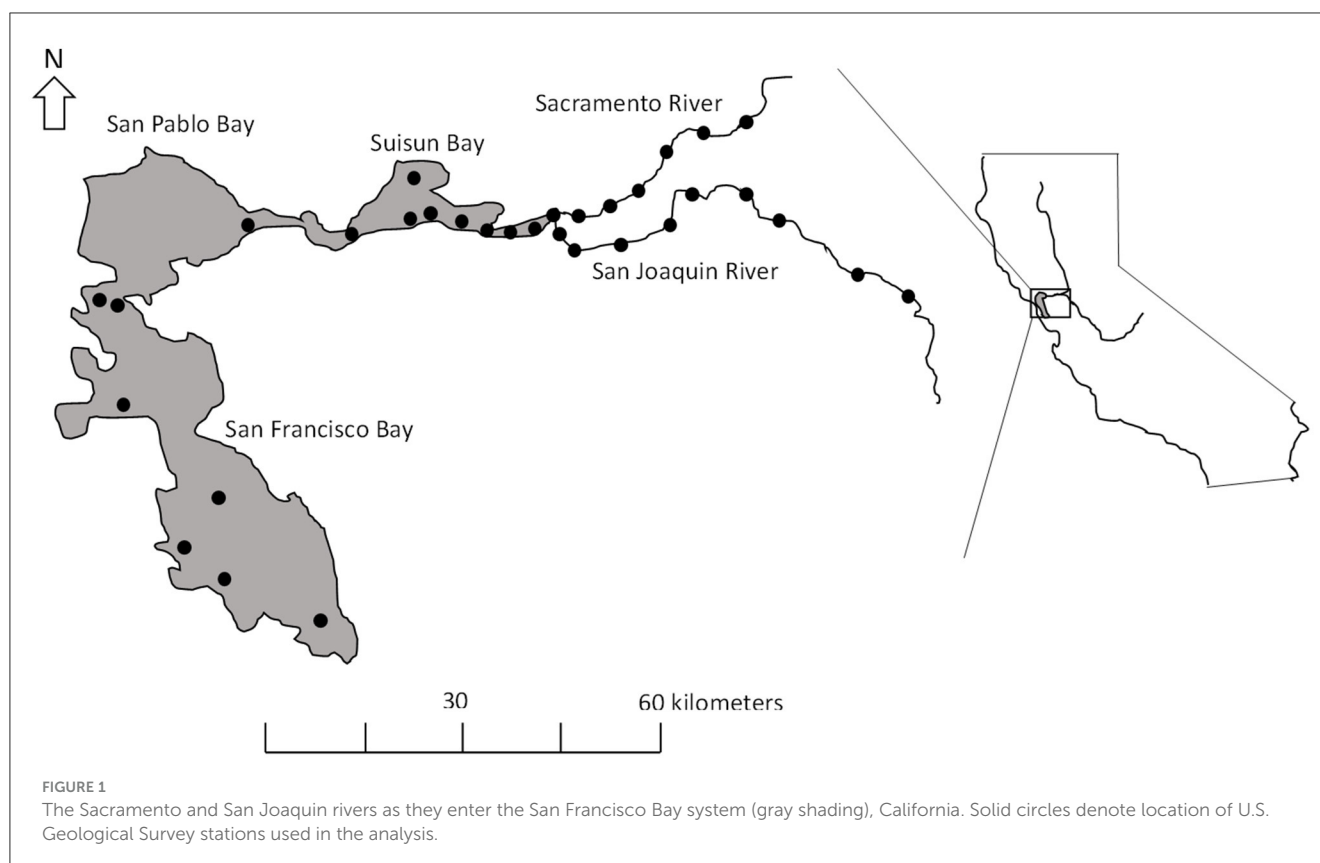 N
San Pablo Bay
Suisun Bay
Sacramento River
San Joaquin River
San Francisco Bay
30
60 kilometers
FIGURE 1
The Sacramento and San Joaquin rivers as they enter the San Francisco Bay system (gray shading), California. Solid circles denote location of U.S.
Geological Survey stations used in the analysis.